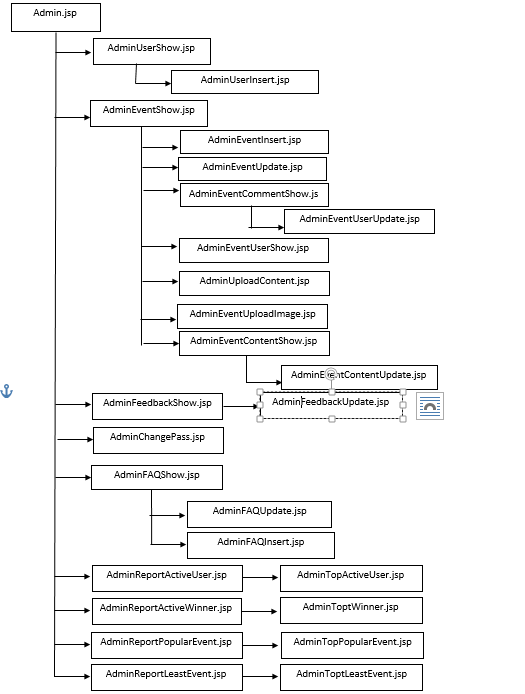 Admin.jsp
AdminUserShow.jsp
AdminUserInsert.jsp
AdminEventShow.jsp
AdminEventInsert.jsp
AdminEventUpdate.jsp
AdminEventCommentShow.js
AdminEventUserUpdate.jsp
AdminEventUserShow.jsp
AdminUploadContent.jsp
AdminEventUploadImage.jsp
AdminEventContentShow.jsp
AdminEventContentUpdate.jsp
AdminFeedbackShow.jsp
AdminFeedbackUpdate.jsp
AdminChangePass.jsp
AdminFAQShow.jsp
AdminFAQUpdate.jsp
AdminFAQInsert.jsp
AdminReportActiveUser.jsp
AdminTopActiveUser.jsp
AdminReportActiveWinner.jsp
AdminToptWinner.jsp
AdminReportPopularEvent.jsp
AdminTopPopularEvent.jsp
AdminReportLeastEvent.jsp
AdminToptLeastEvent.jsp